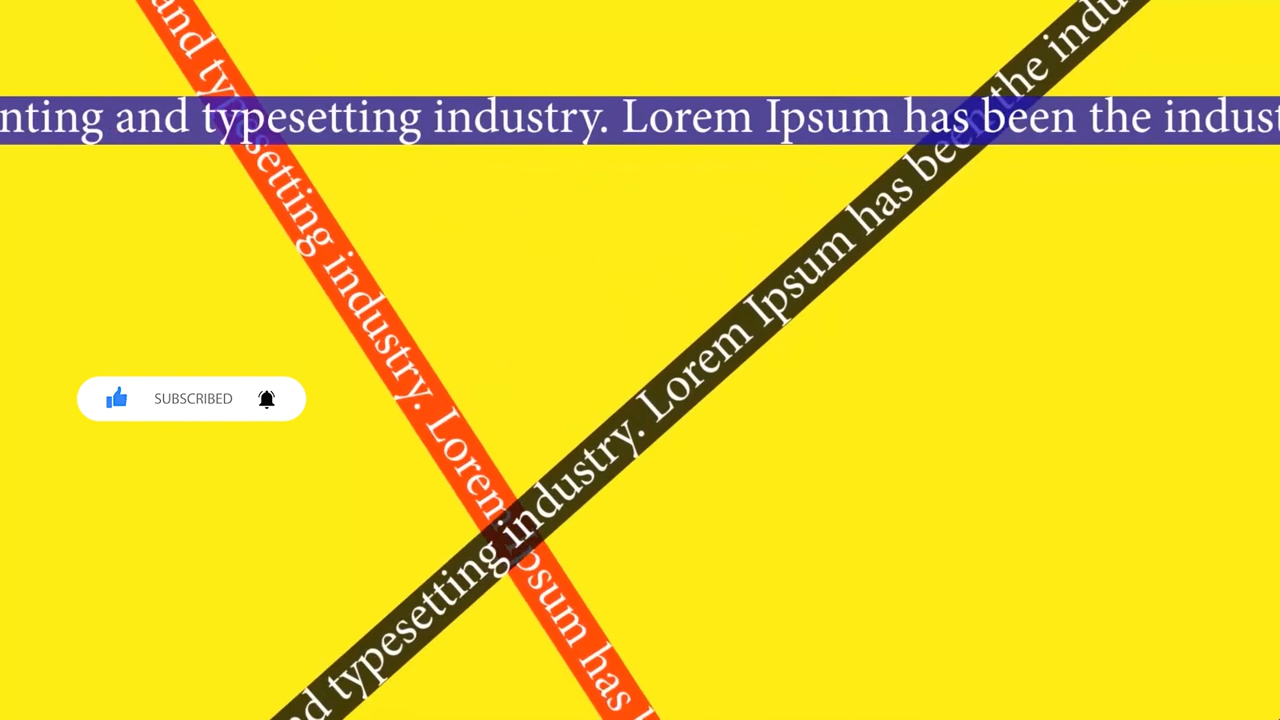 nting and typesetting industry. Lorem Ipsum has been the indust
and typesetting industry. Lorem Ipsum has
nd typesetting industry. Lorem Ipsum has been the indu
SUBSCRIBED